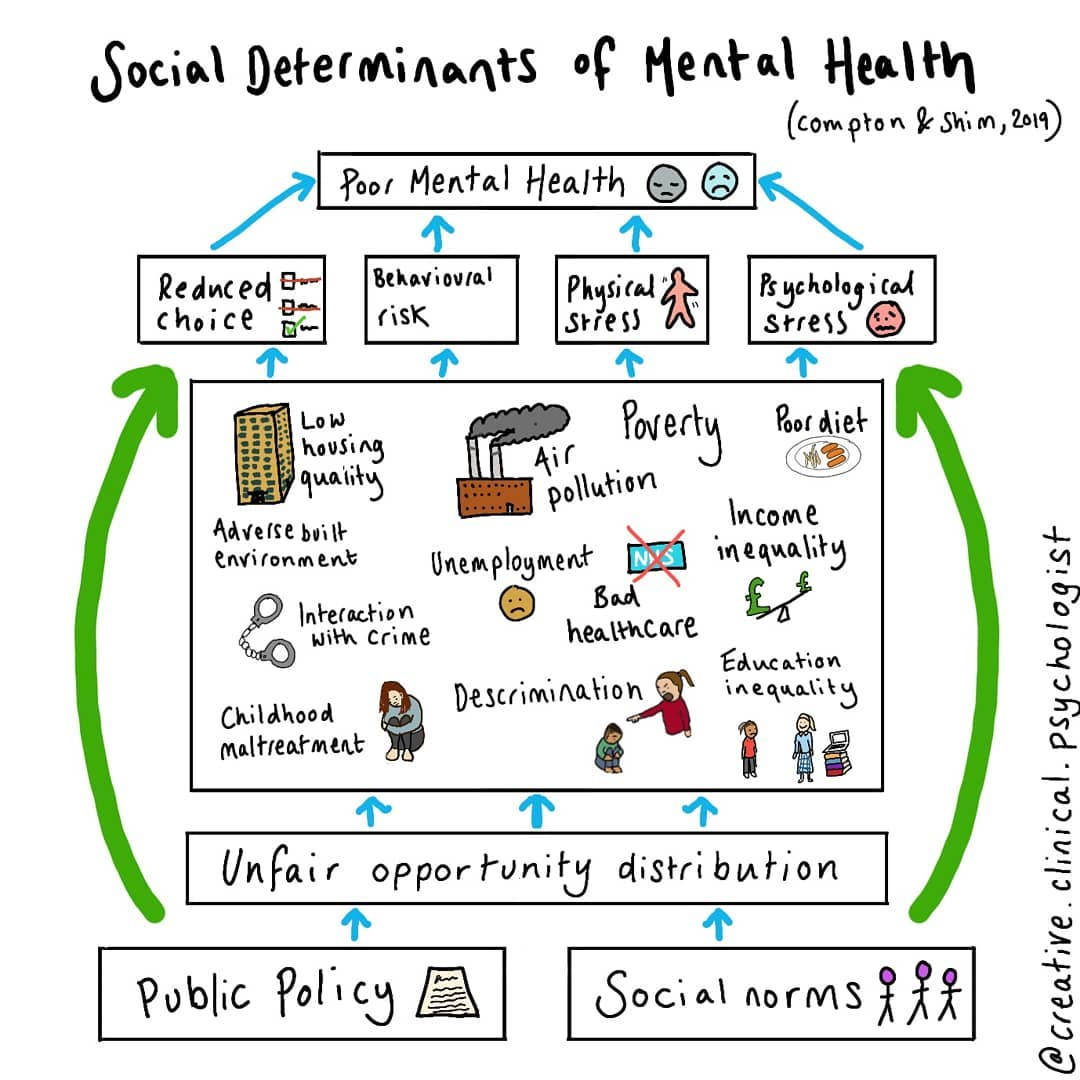 Social Determinants of Mental Health
(Compton & Shim, 2019)
Poor Mental Health
Reduced
choice
Behavioural
risk
Physical
stress
Psychological
stress
Low
housing
quality
Air
pollution
Poverty
Poor diet
Adverse built
environment
Unemployment
NHS
Bad
healthcare
Income
inequality
£
£
Interaction
with crime
Childhood
maltreatment
Descrimination
Education
inequality
Unfair opportunity distribution
Public Policy
Social norms
@creative.clinical.psychologist